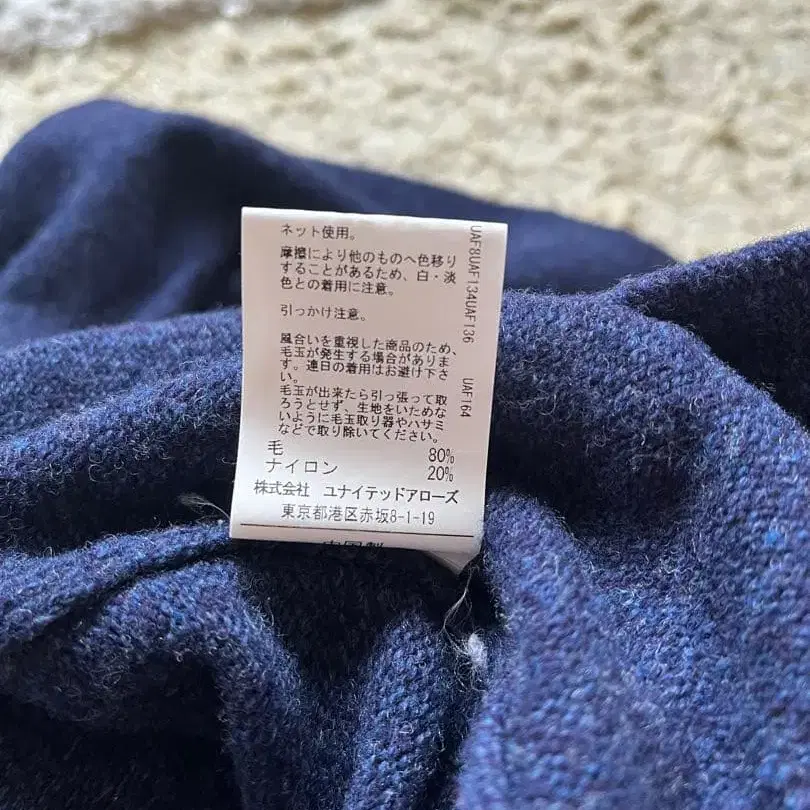 ネット使用。
摩擦により他のものへ色移り
することがあるため、白・淡
色との着用に注意。
引っかけ注意。
風合いを重視した商品のため、
毛玉が発生する場合がありま
す。連日の着用はお避け下さ
い。
毛玉が出来たら引っ張って取
ろうとせず、生地をいためな
いように毛玉取り器やハサミ
などで取り除いてください。
毛 80%
ナイロン 20%
株式会社 ユナイテッドアローズ
東京都港区赤坂8-1-19
UAF8UAF134UAF136 UAF164